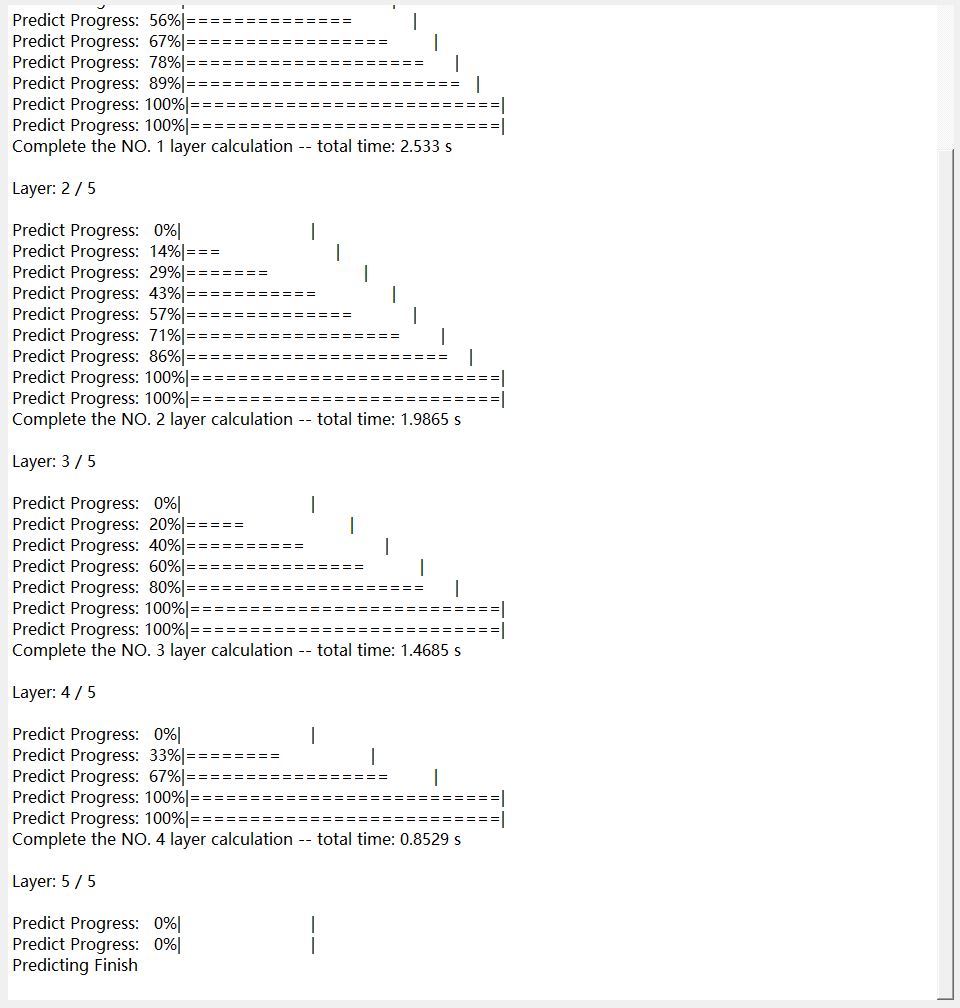 Predict Progress:  56%|==============            |
Predict Progress:  67%|=================         |
Predict Progress:  78%|====================      |
Predict Progress:  89%|=======================   |
Predict Progress: 100%|==========================|
Predict Progress: 100%|==========================|
Complete the NO. 1 layer calculation -- total time: 2.533 s
Layer: 2 / 5
Predict Progress:   0%|                          |
Predict Progress:  14%|===                       |
Predict Progress:  29%|=======                   |
Predict Progress:  43%|===========               |
Predict Progress:  57%|==============            |
Predict Progress:  71%|==================        |
Predict Progress:  86%|======================    |
Predict Progress: 100%|==========================|
Predict Progress: 100%|==========================|
Complete the NO. 2 layer calculation -- total time: 1.9865 s
Layer: 3 / 5
Predict Progress:   0%|                          |
Predict Progress:  20%|=====                     |
Predict Progress:  40%|==========                |
Predict Progress:  60%|===============           |
Predict Progress:  80%|====================      |
Predict Progress: 100%|==========================|
Predict Progress: 100%|==========================|
Complete the NO. 3 layer calculation -- total time: 1.4685 s
Layer: 4 / 5
Predict Progress:   0%|                          |
Predict Progress:  33%|========                  |
Predict Progress:  67%|=================         |
Predict Progress: 100%|==========================|
Predict Progress: 100%|==========================|
Complete the NO. 4 layer calculation -- total time: 0.8529 s
Layer: 5 / 5
Predict Progress:   0%|                          |
Predict Progress:   0%|                          |
Predicting Finish